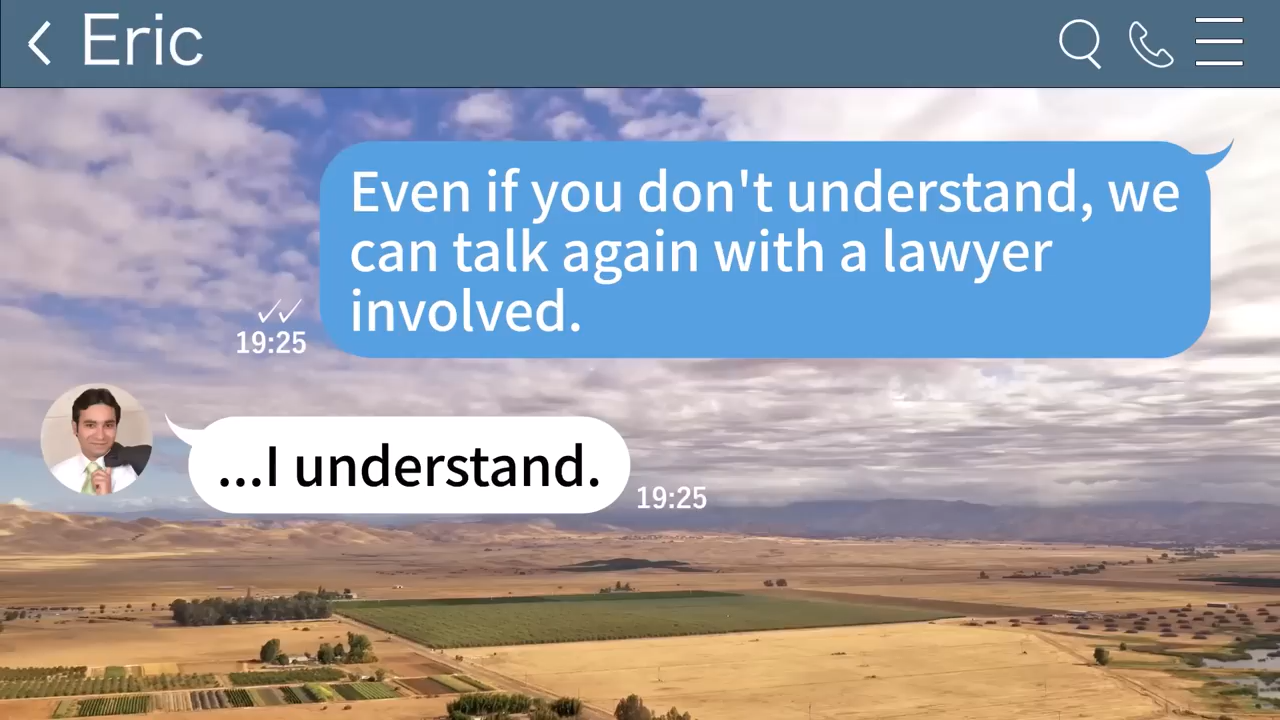 Eric
Even if you don't understand, we
can talk again with a lawyer
involved.
19:25
...I understand.
19:25